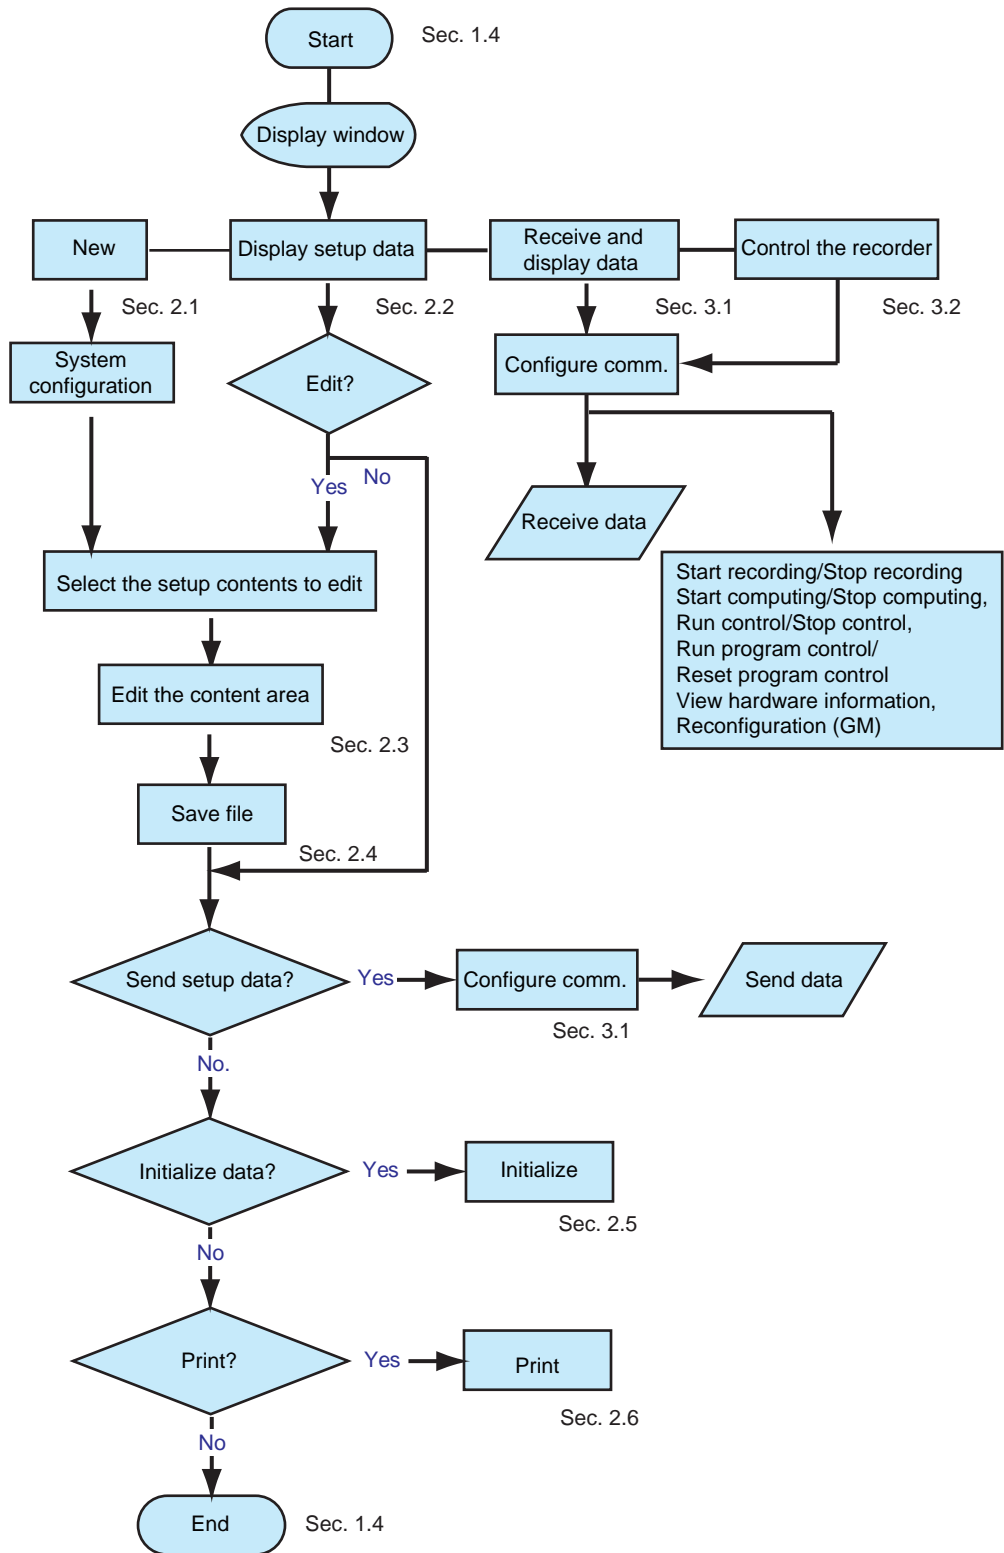 Start
Sec. 1.4
Display window
New
Display setup data
Receive and
display data
Control the recorder
Sec. 2.1
Sec. 2.2
Sec. 3.1
Sec. 3.2
System
configuration
Edit?
Configure comm.
Yes
No
Receive data
Select the setup contents to edit
Start recording/Stop recording
Start computing/Stop computing,
Run control/Stop control,
Run program control/
Reset program control
View hardware information,
Reconfiguration (GM)
Edit the content area
Sec. 2.3
Save file
Sec. 2.4
Send setup data?
Yes
Configure comm.
Send data
Sec. 3.1
No.
Initialize data?
Yes
Initialize
Sec. 2.5
No
Print?
Yes
Print
Sec. 2.6
No
End
Sec. 1.4